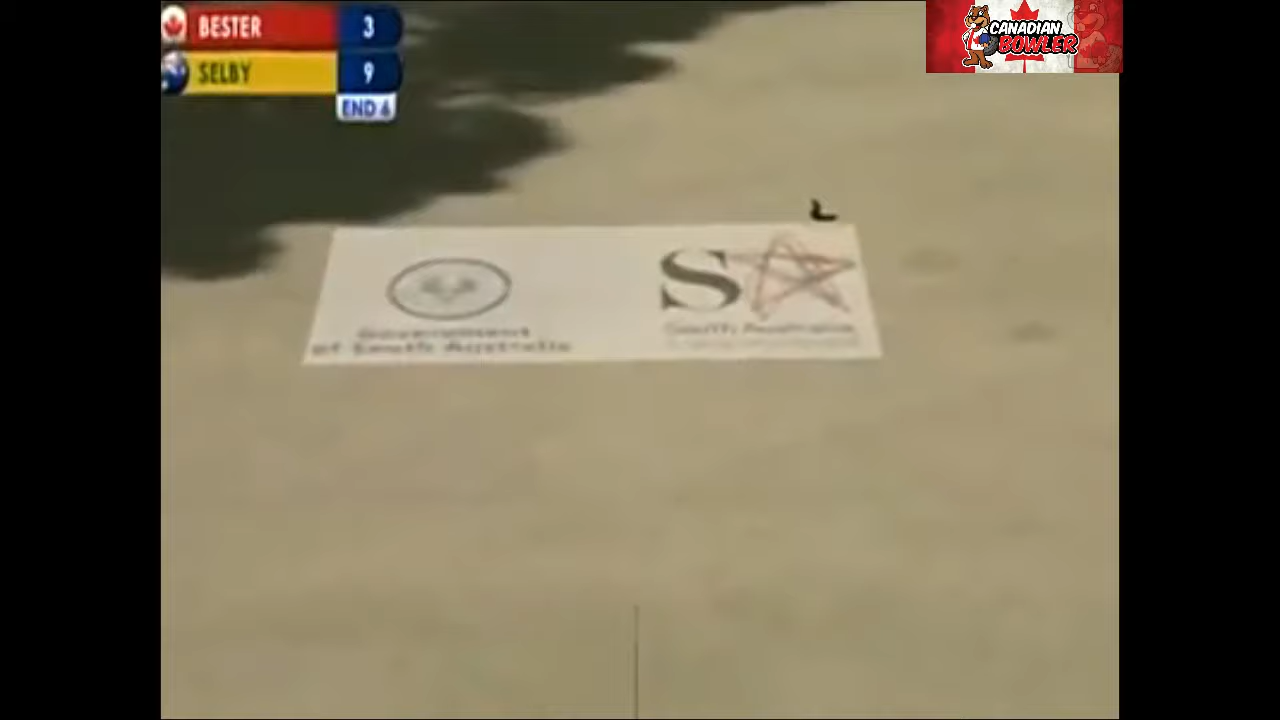 BESTER 3
SELBY 9
END 6
CANADIAN
BOWLER
Government
of South Australia
SA
South Australia